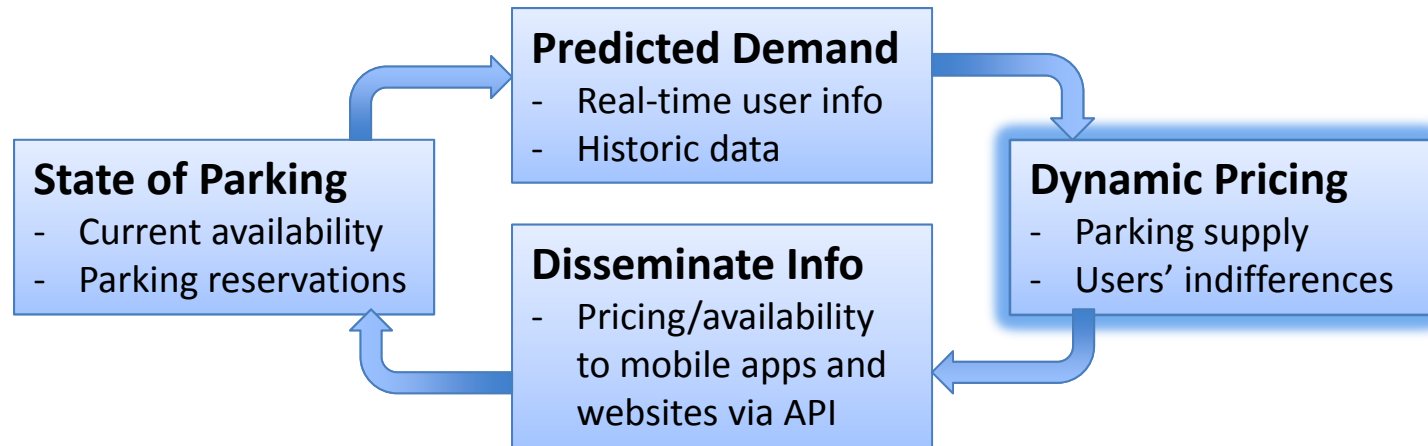 Predicted Demand
- Real-time user info
- Historic data
State of Parking
- Current availability
- Parking reservations
Dynamic Pricing
- Parking supply
- Users’ indifferences
Disseminate Info
- Pricing/availability
to mobile apps and
websites via API